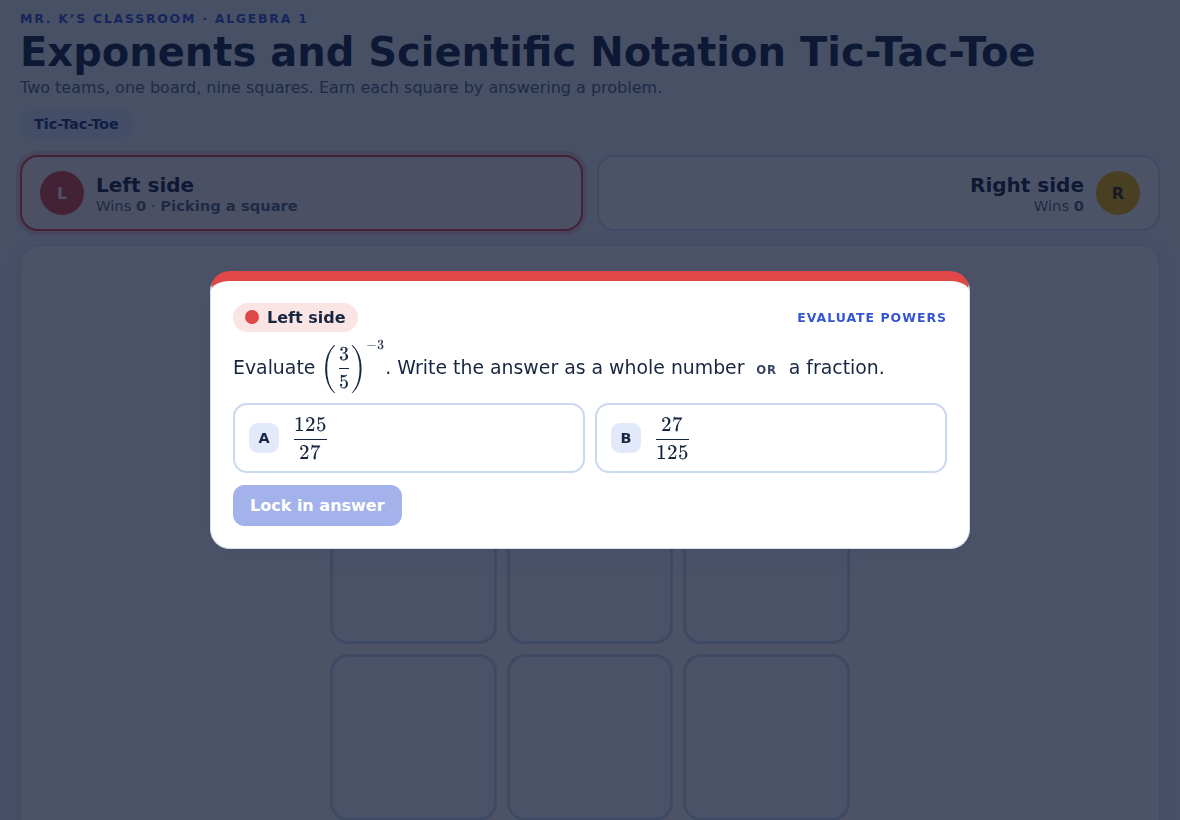 MR. K’S CLASSROOM · ALGEBRA 1
Exponents and Scientific Notation Tic-Tac-Toe
Two teams, one board, nine squares. Earn each square by answering a problem.
Tic-Tac-Toe
L
Left side
Wins 0 · Picking a square
Right side
Wins 0
R
Left side
EVALUATE POWERS
Evaluate (3/5)^−3. Write the answer as a whole number OR a fraction.
A 125/27
B 27/125
Lock in answer